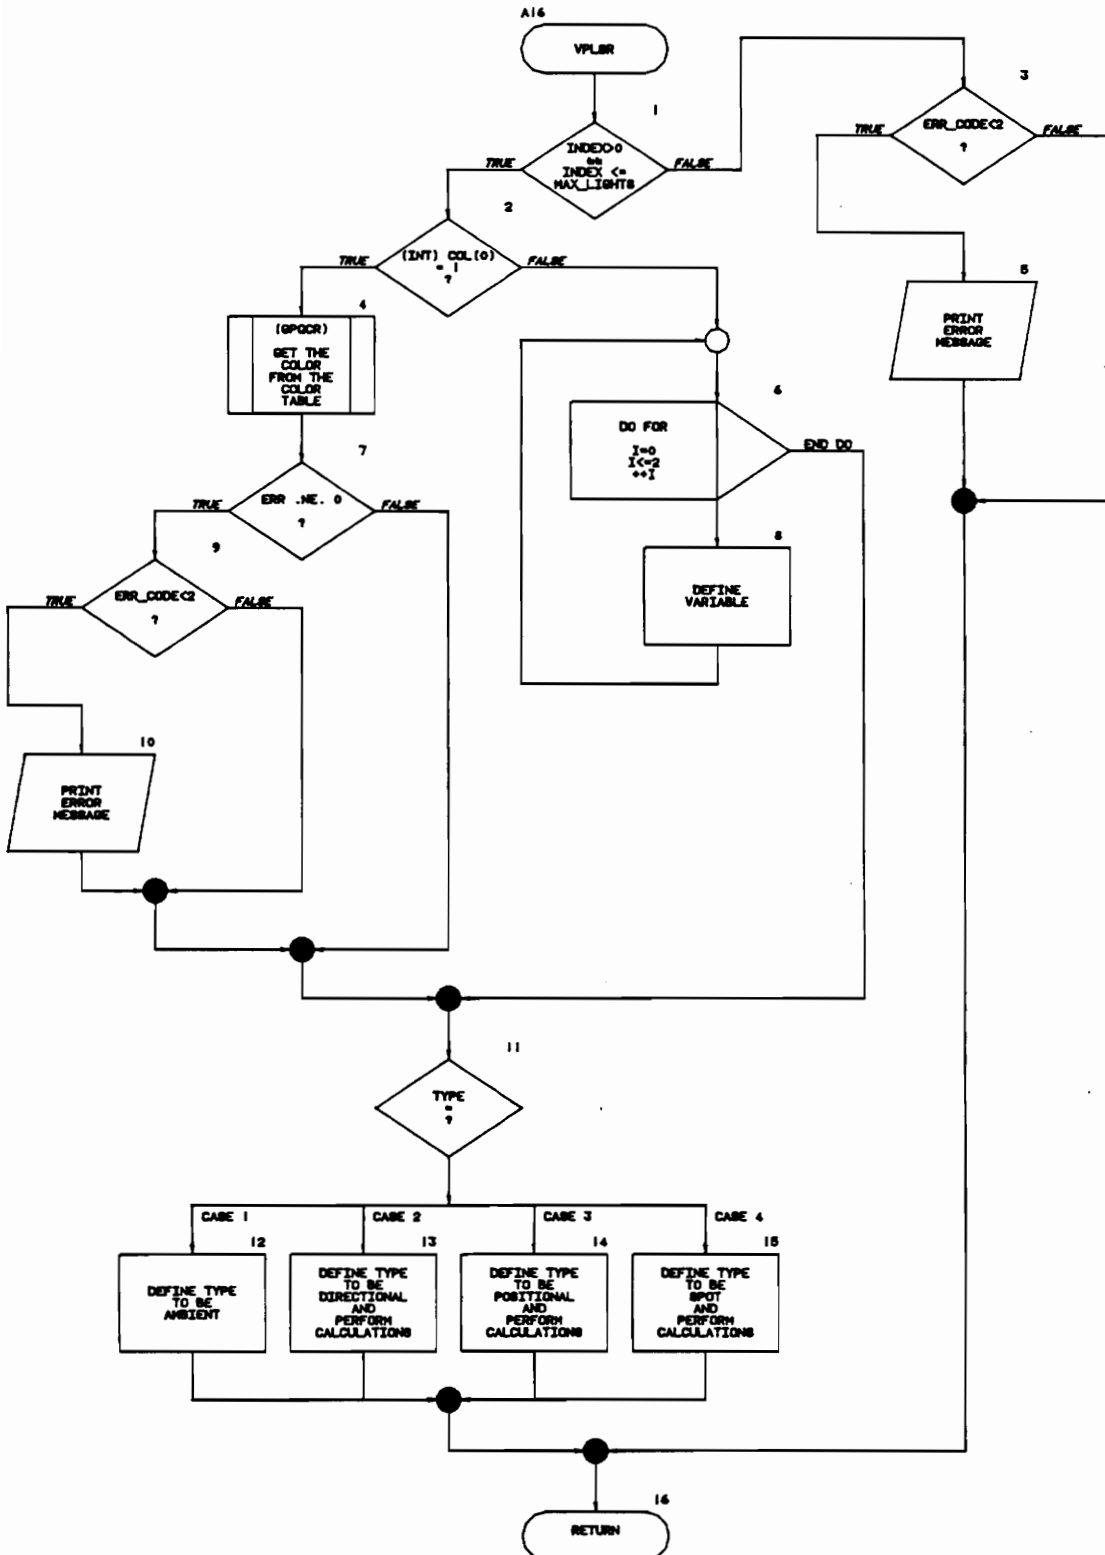 A16
VPLSR
1
INDEX>0
&&
INDEX <=
MAX_LIGHTS
TRUE
FALSE
3
ERR_CODE<2
?
TRUE
FALSE
2
(INT) COL(0)
= 1
?
TRUE
FALSE
4
(GPQCR)
GET THE
COLOR
FROM THE
COLOR
TABLE
5
PRINT
ERROR
MESSAGE
6
DO FOR
I=0
I<=2
++I
END DO
7
ERR .NE. 0
?
TRUE
FALSE
8
DEFINE
VARIABLE
9
ERR_CODE<2
?
TRUE
FALSE
10
PRINT
ERROR
MESSAGE
11
TYPE
=
?
CASE 1
CASE 2
CASE 3
CASE 4
12
DEFINE TYPE
TO BE
AMBIENT
13
DEFINE TYPE
TO BE
DIRECTIONAL
AND
PERFORM
CALCULATIONS
14
DEFINE TYPE
TO BE
POSITIONAL
AND
PERFORM
CALCULATIONS
15
DEFINE TYPE
TO BE
SPOT
AND
PERFORM
CALCULATIONS
16
RETURN